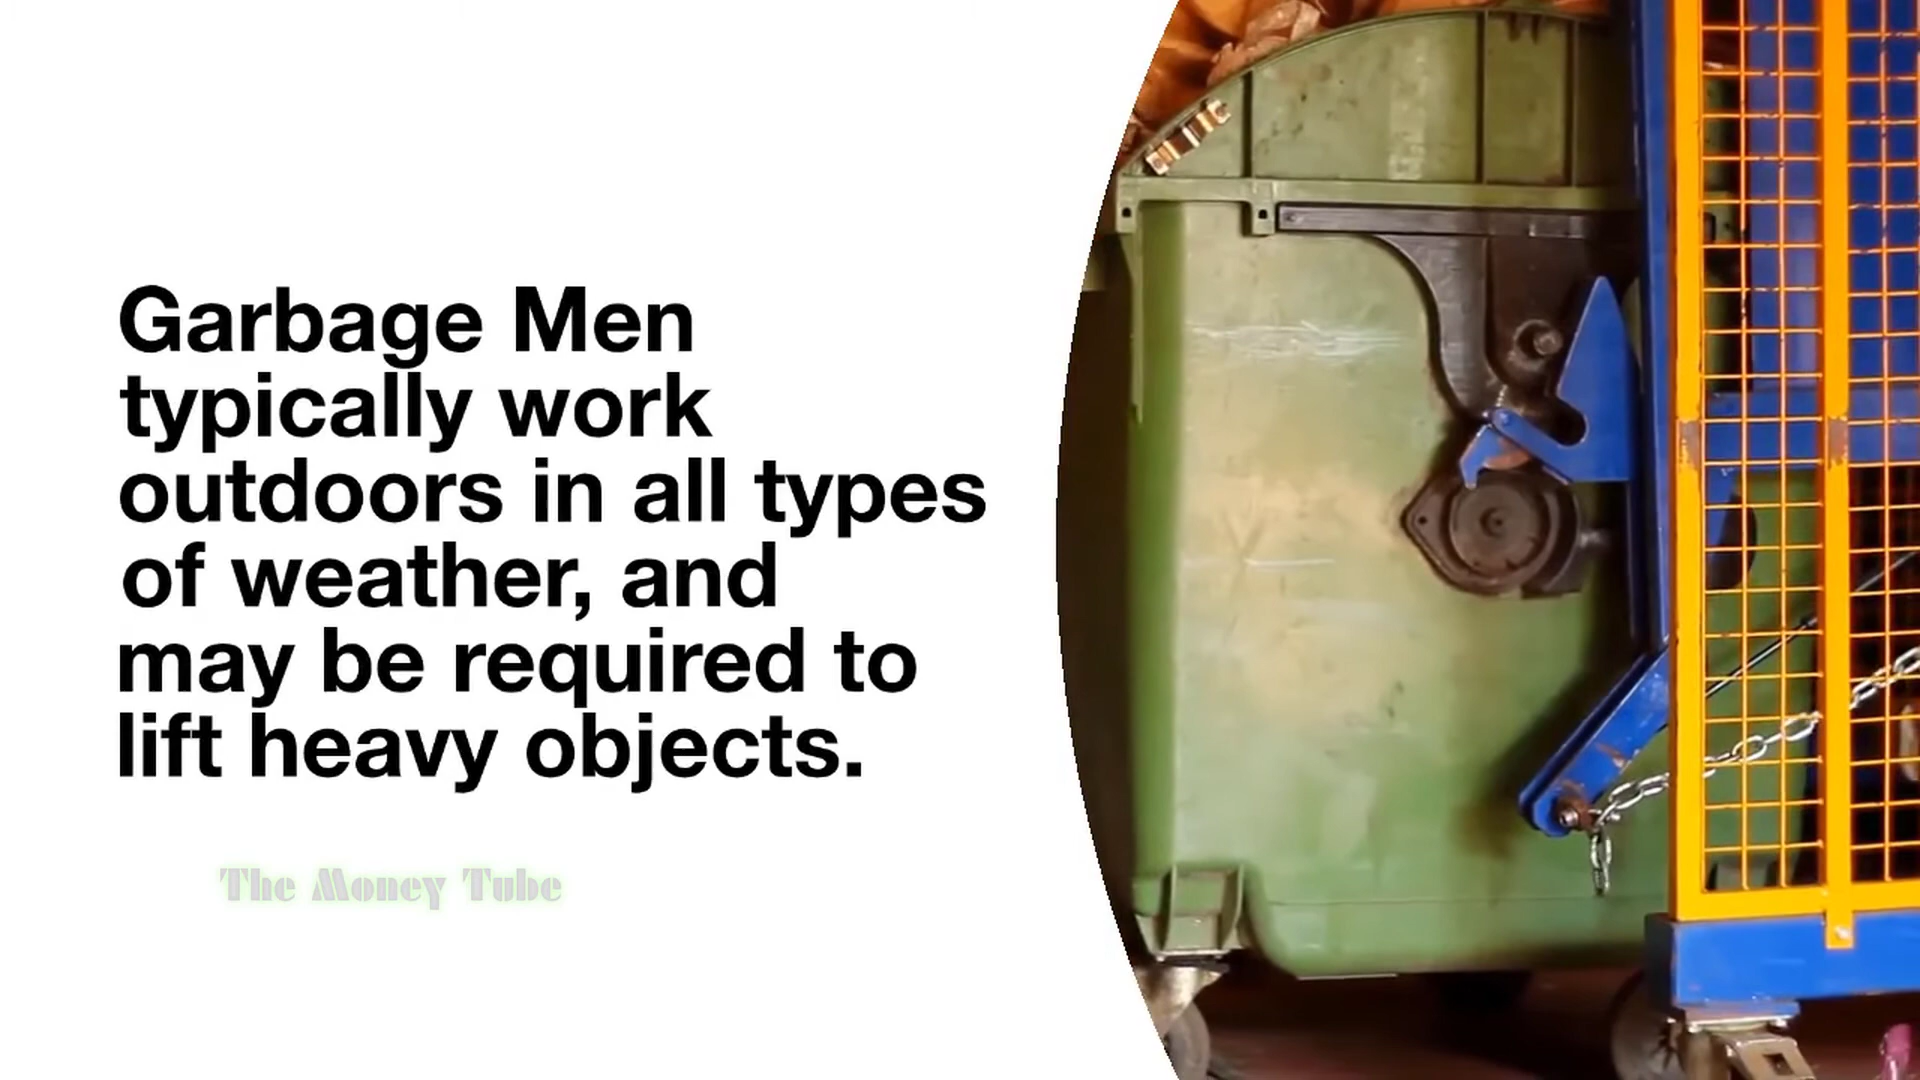 Garbage Men
typically work
outdoors in all types
of weather, and
may be required to
lift heavy objects.
The Money Tube